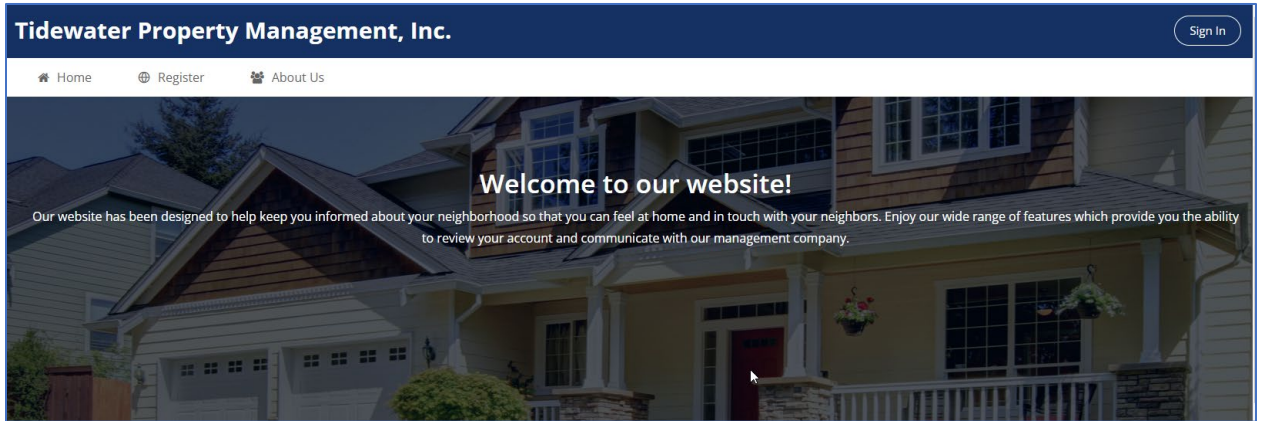 Tidewater Property Management, Inc.
Sign In
Home
Register
About Us
Welcome to our website!
Our website has been designed to help keep you informed about your neighborhood so that you can feel at home and in touch with your neighbors. Enjoy our wide range of features which provide you the ability
to review your account and communicate with our management company.